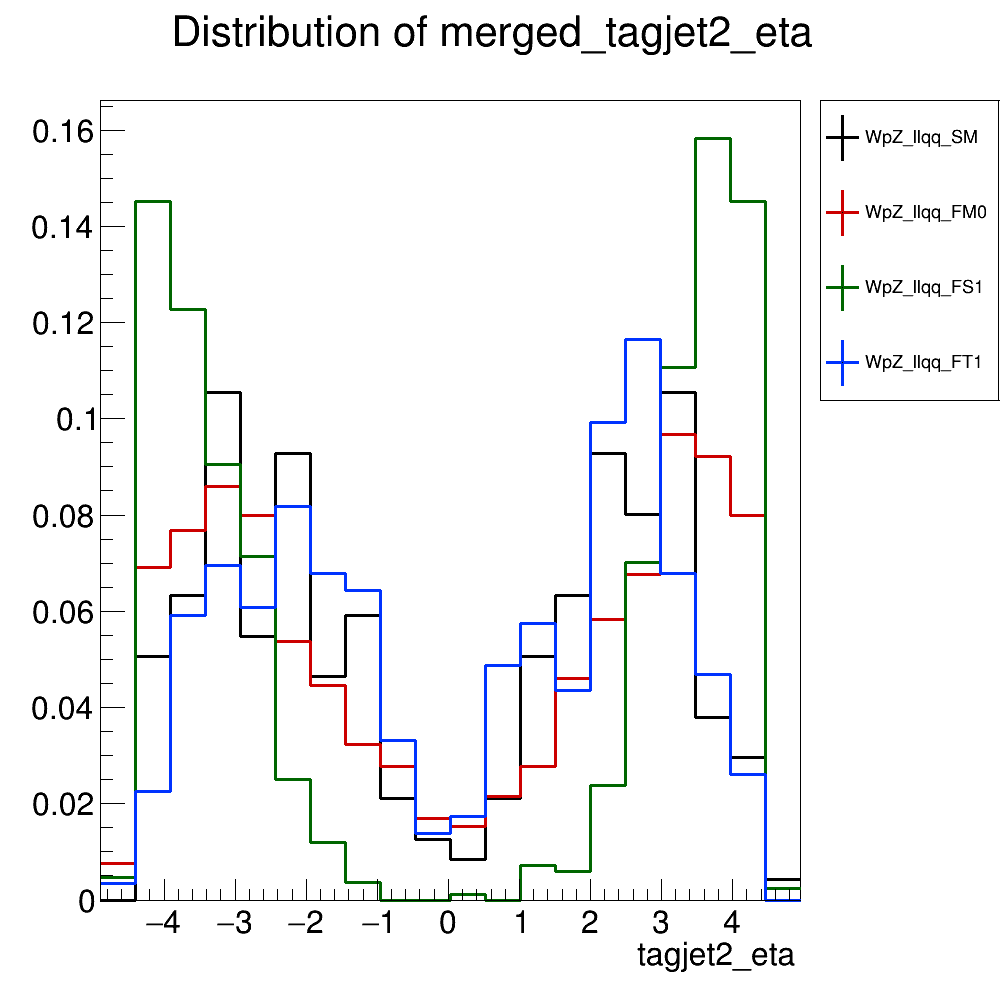 Distribution of merged_tagjet2_eta
0.16
0.14
0.12
0.1
0.08
0.06
0.04
0.02
0
−4 −3 −2 −1 0 1 2 3 4
tagjet2_eta
WpZ_llqq_SM
WpZ_llqq_FM0
WpZ_llqq_FS1
WpZ_llqq_FT1